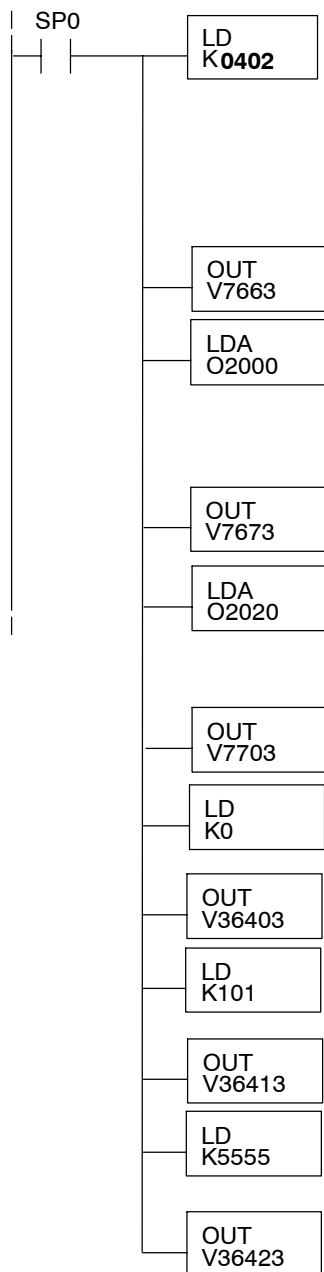 SP0
LD
K0402
OUT
V7663
LDA
O2000
OUT
V7673
LDA
O2020
OUT
V7703
LD
K0
OUT
V36403
LD
K101
OUT
V36413
LD
K5555
OUT
V36423